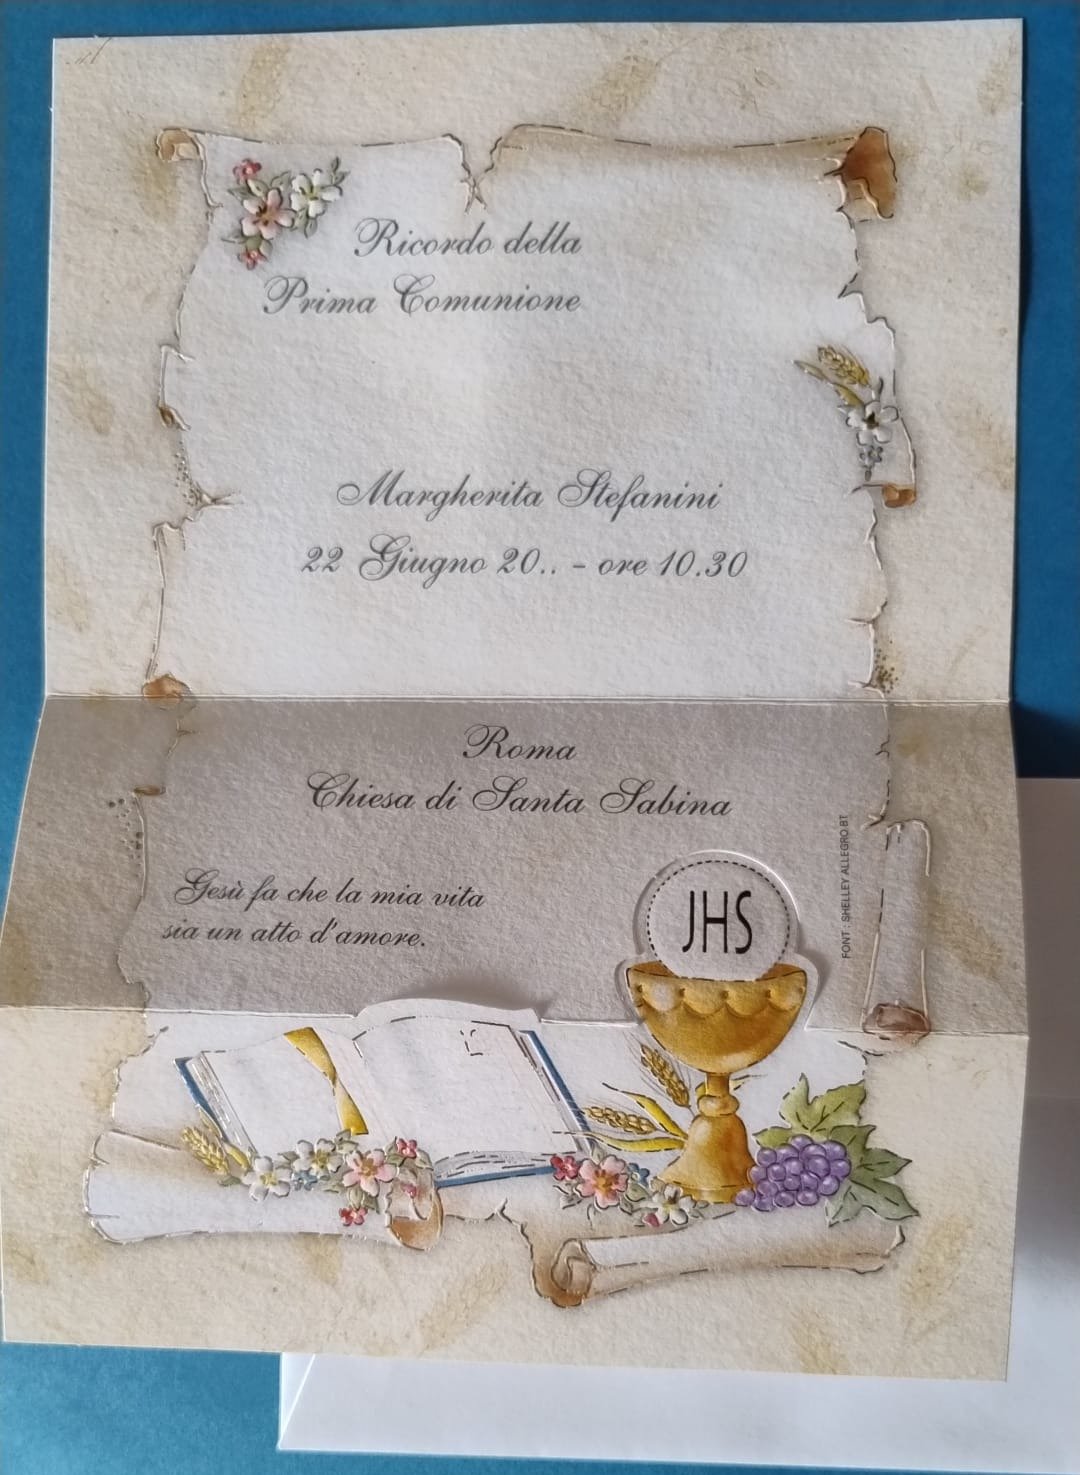 Ricordo della
Prima Comunione
Margherita Stefanini
22 Giugno 20.. - ore 10.30
Roma
Chiesa di Santa Sabina
Gesù fa che la mia vita
sia un atto d'amore.
JHS
FONT : SHELLEY ALLEGRO BT